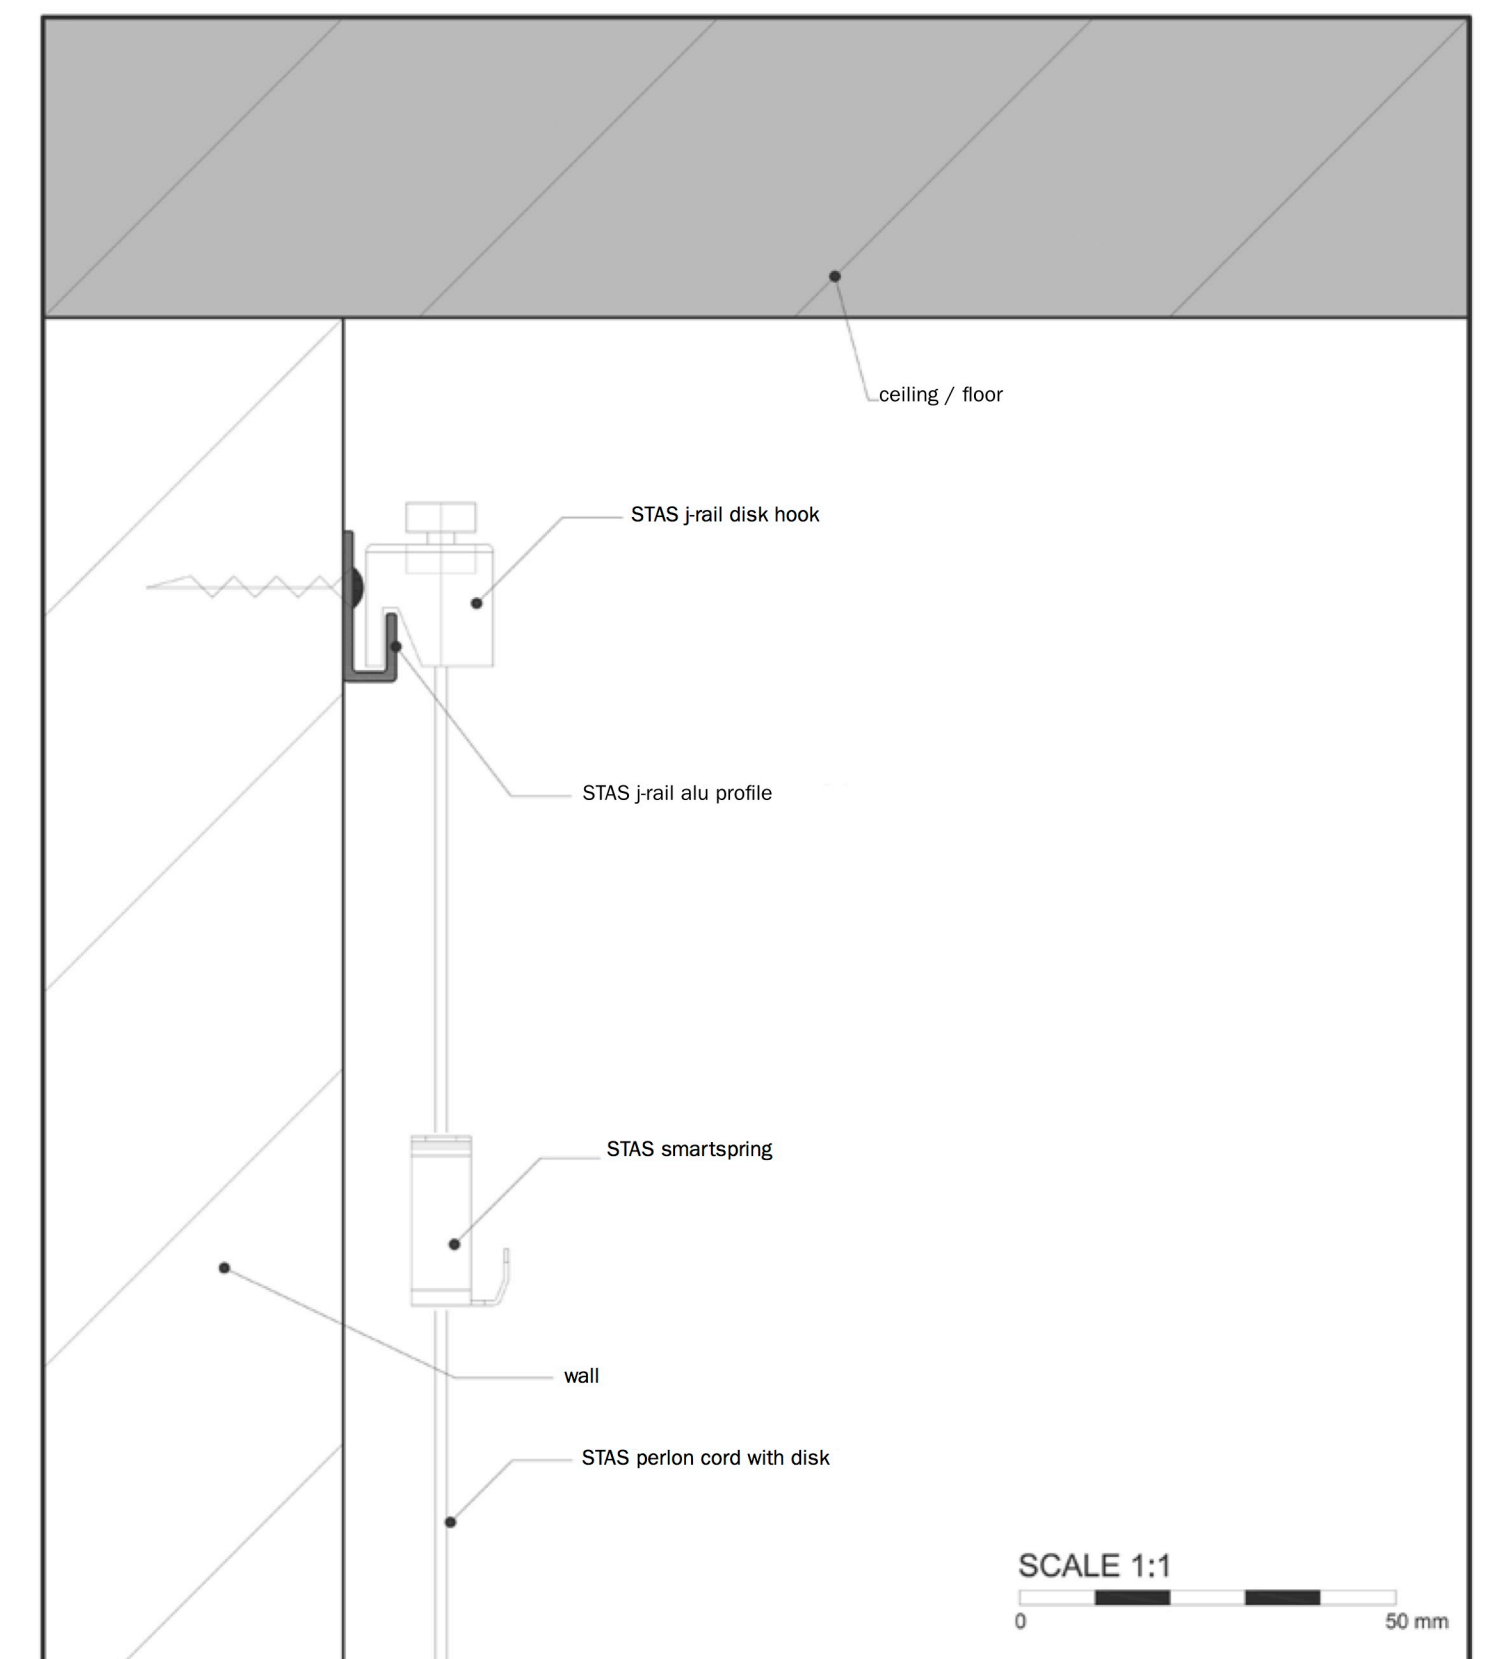 ceiling / floor
STAS j-rail disk hook
STAS j-rail alu profile
STAS smartspring
wall
STAS perlon cord with disk
SCALE 1:1
0 50 mm